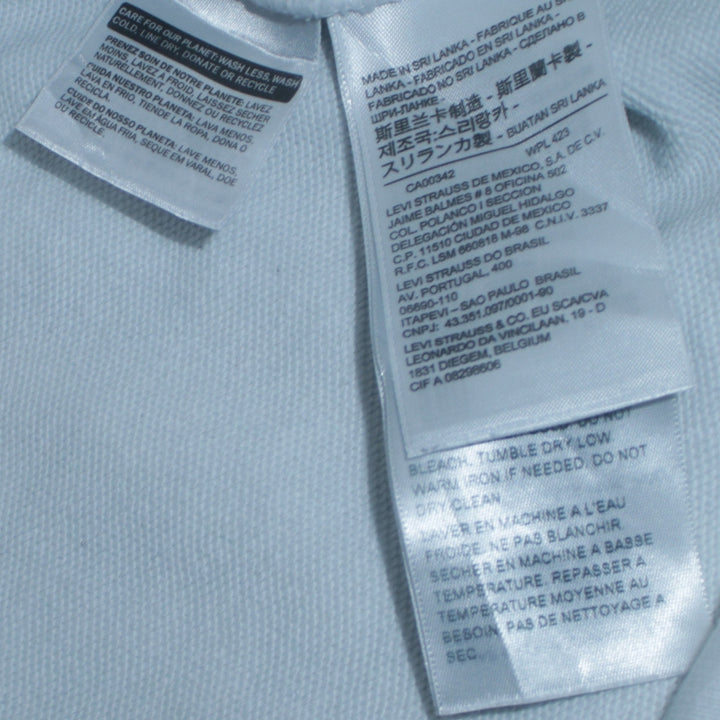 CARE FOR OUR PLANET: WASH LESS, WASH
COLD, LINE DRY, DONATE OR RECYCLE
PRENEZ SOIN DE NOTRE PLANETE: LAVEZ
MOINS, LAVEZ A FROID, LAISSEZ SÉCHER
NATURELLEMENT, DONNEZ OU RECYCLEZ
CUIDA NUESTRO PLANETA: LAVA MENOS,
LAVA EN FRIO, TIENDE LA ROPA, DONA O
RECICLA.
CUIDE DO NOSSO PLANETA: LAVE MENOS,
LAVE EM ÁGUA FRIA, SEQUE EM VARAL, DOE
OU RECICLE.
MADE IN SRI LANKA - FABRIQUE AU SRI
LANKA - FABRICADO EN SRI LANKA -
FABRICADO NO SRI LANKA - СДЕЛАНО В
ШРИ-ЛАНКЕ -
斯里兰卡制造 - 斯里蘭卡製 -
제조국:스리랑카 -
スリランカ製 - BUATAN SRI LANKA
CA00342 WPL 423
LEVI STRAUSS DE MEXICO, S.A. DE C.V.
JAIME BALMES # 8 OFICINA 502
COL. POLANCO I SECCION
DELEGACIÓN MIGUEL HIDALGO
C.P. 11510 CIUDAD DE MEXICO
R.F.C. LSM 660818 M-98 C.N.I.V. 3337
LEVI STRAUSS DO BRASIL
AV. PORTUGAL, 400
06690-110
ITAPEVI – SAO PAULO BRASIL
CNPJ: 43.351.097/0001-90
LEVI STRAUSS & CO. EU SCA/CVA
LEONARDO DA VINCILAAN, 19 - D
1831 DIEGEM, BELGIUM
CIF A 08298606
COLD DO NOT
BLEACH, TUMBLE DRY LOW
WARM IRON IF NEEDED, DO NOT
DRY CLEAN
LAVER EN MACHINE A L'EAU
FROIDE, NE PAS BLANCHIR
SECHER EN MACHINE A BASSE
TEMPERATURE, REPASSER A
TEMPERATURE MOYENNE AU
BESOIN, PAS DE NETTOYAGE A
SEC